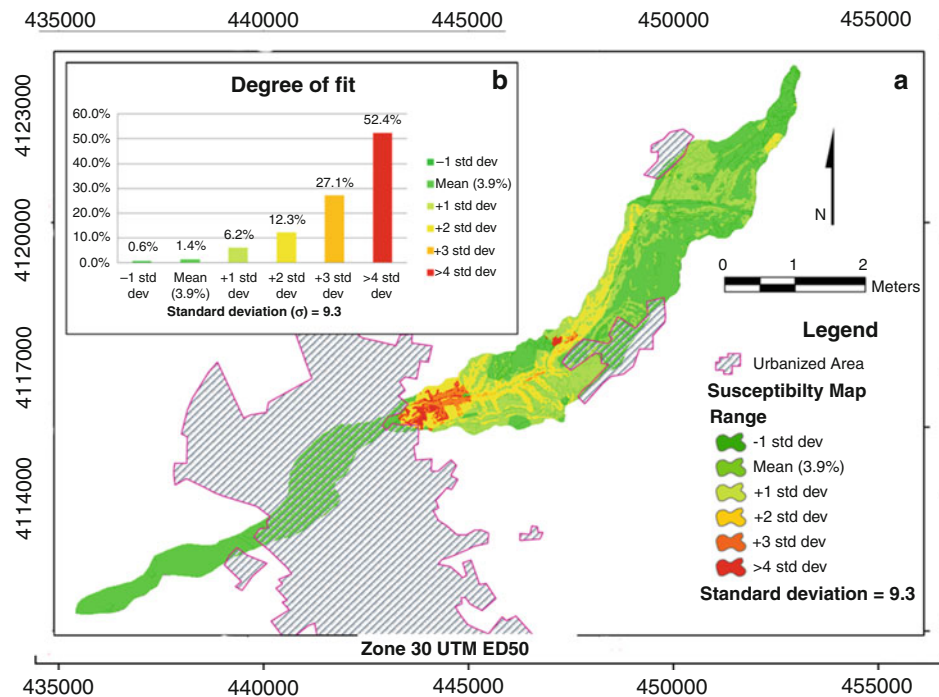 435000 440000 445000 450000 455000
b
a
Degree of fit
60.0%
50.0%
40.0%
30.0%
20.0%
10.0%
0.0%
0.6%
1.4%
6.2%
12.3%
27.1%
52.4%
−1 std dev
Mean (3.9%)
+1 std dev
+2 std dev
+3 std dev
>4 std dev
−1 std Mean +1 std +2 std +3 std >4 std
dev (3.9%) dev dev dev dev
Standard deviation (σ) = 9.3
N
0 1 2
Meters
Legend
Urbanized Area
Susceptibilty Map
Range
-1 std dev
Mean (3.9%)
+1 std dev
+2 std dev
+3 std dev
>4 std dev
Standard deviation = 9.3
4123000
4120000
4117000
4114000
Zone 30 UTM ED50
435000 440000 445000 450000 455000